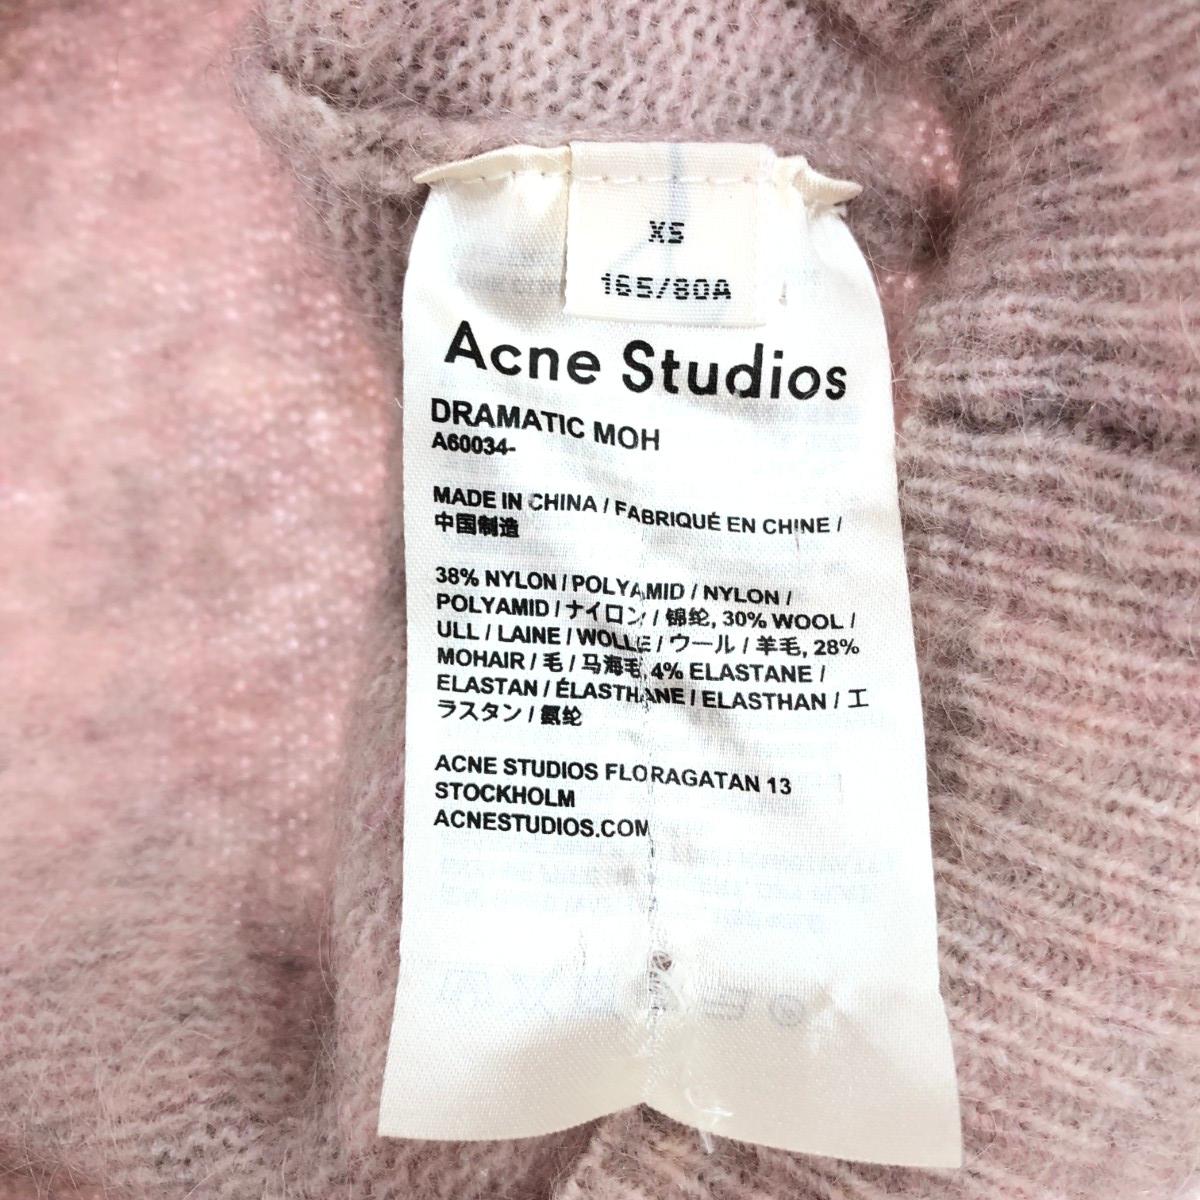 XS
165/80A
Acne Studios
DRAMATIC MOH
A60034-
MADE IN CHINA / FABRIQUÉ EN CHINE /
中国制造
38% NYLON / POLYAMID / NYLON /
POLYAMID / ナイロン / 锦纶, 30% WOOL /
ULL / LAINE / WOLLE / ウール / 羊毛, 28%
MOHAIR / 毛 / 马海毛, 4% ELASTANE /
ELASTAN / ÉLASTHANE / ELASTHAN / エ
ラスタン / 氨纶
ACNE STUDIOS FLORAGATAN 13
STOCKHOLM
ACNESTUDIOS.COM